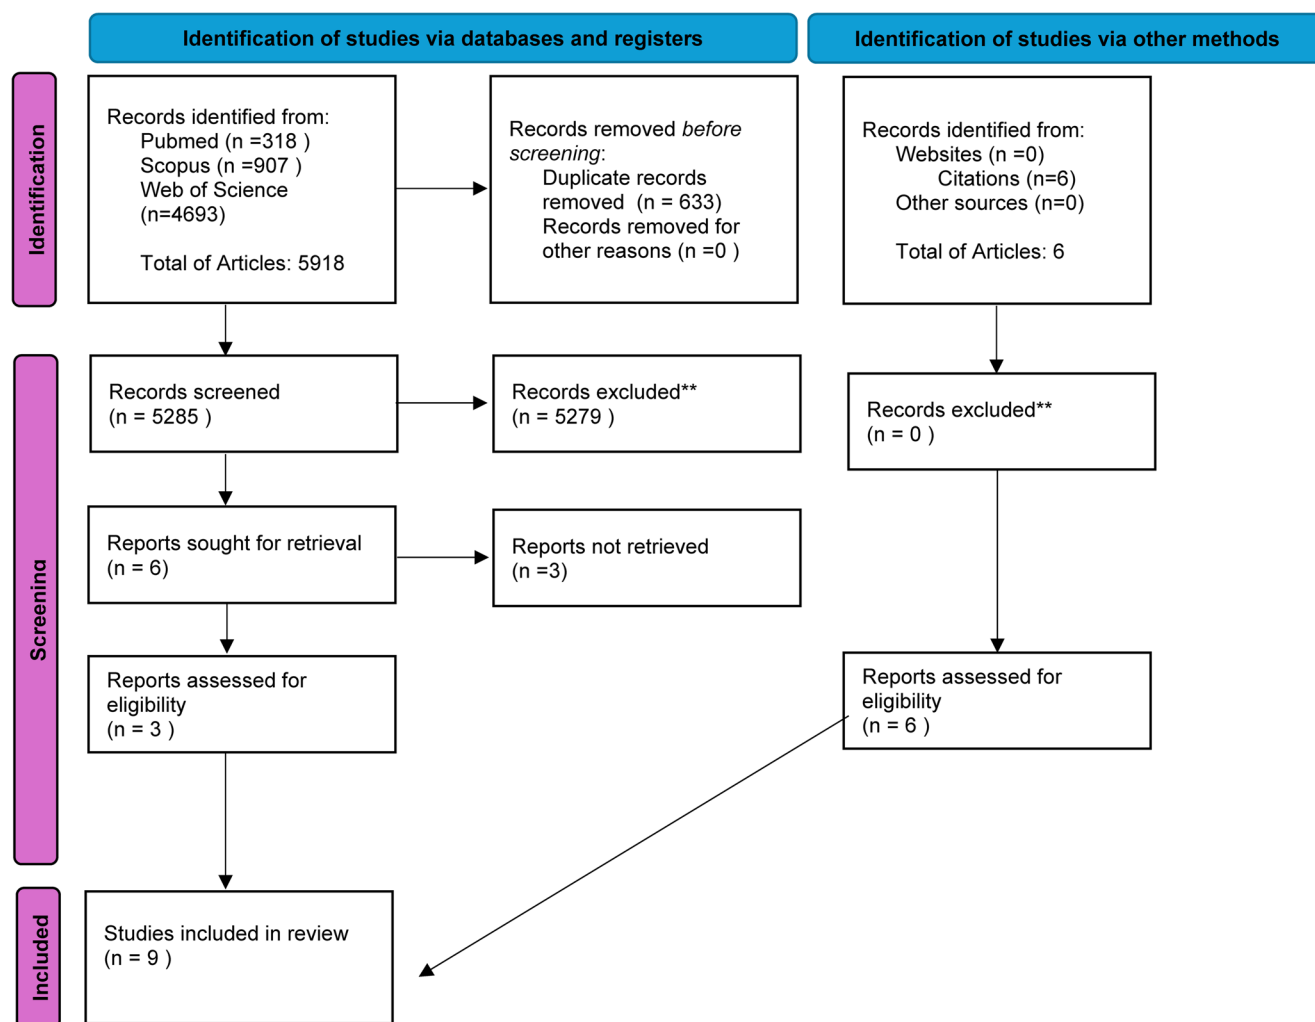 Identification of studies via databases and registers
Identification of studies via other methods
Identification
Records identified from:
Pubmed (n =318 )
Scopus (n =907 )
Web of Science
(n=4693)
Total of Articles: 5918
Records removed before
screening:
Duplicate records
removed  (n = 633)
Records removed for
other reasons (n =0 )
Records identified from:
Websites (n =0)
Citations (n=6)
Other sources (n=0)
Total of Articles: 6
Screening
Records screened
(n = 5285 )
Records excluded**
(n = 5279 )
Records excluded**
(n = 0 )
Reports sought for retrieval
(n = 6)
Reports not retrieved
(n =3)
Reports assessed for
eligibility
(n = 3 )
Reports assessed for
eligibility
(n = 6 )
Included
Studies included in review
(n = 9 )